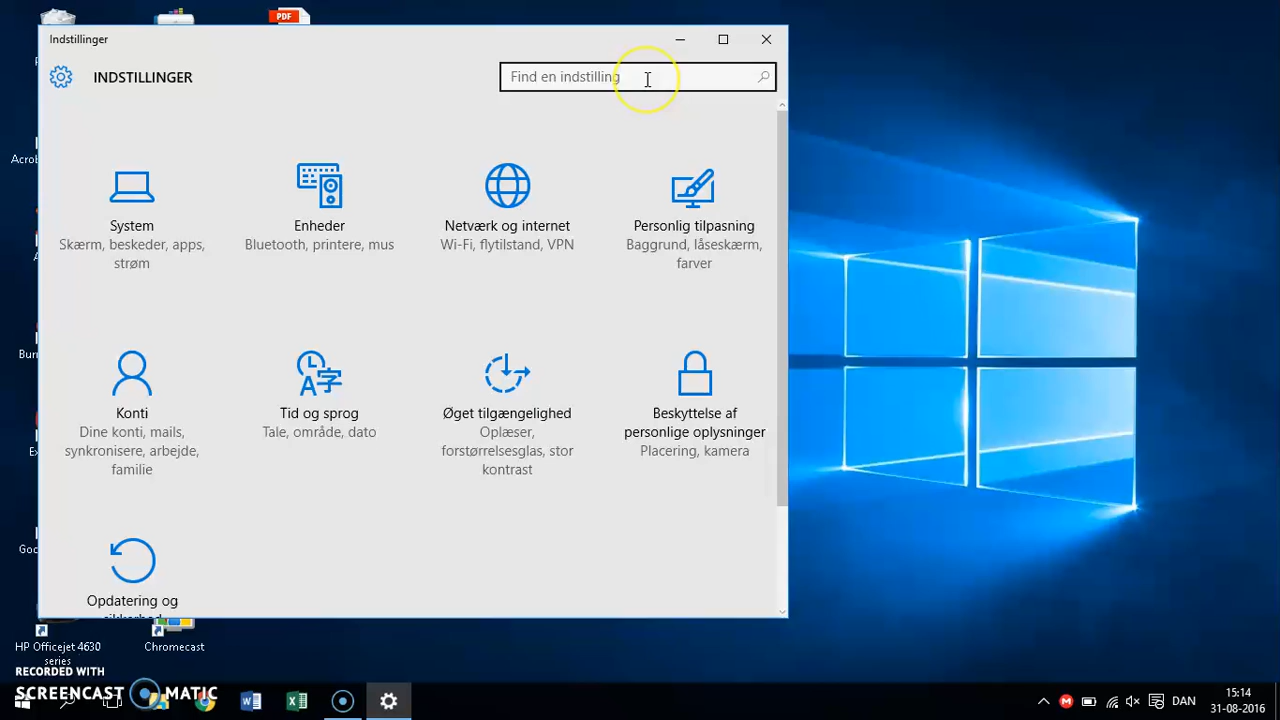 PDF
Indstillinger
INDSTILLINGER
Find en indstilling
System
Skærm, beskeder, apps,
strøm
Enheder
Bluetooth, printere, mus
Netværk og internet
Wi-Fi, flytilstand, VPN
Personlig tilpasning
Baggrund, låseskærm,
farver
Konti
Dine konti, mails,
synkronisere, arbejde,
familie
Tid og sprog
Tale, område, dato
Øget tilgængelighed
Oplæser,
forstørrelsesglas, stor
kontrast
Beskyttelse af
personlige oplysninger
Placering, kamera
Opdatering og
sikkerhed
Acrob
Burn
Goo
HP Officejet 4630
series
Chromecast
RECORDED WITH
SCREENCAST MATIC
DAN
15:14
31-08-2016